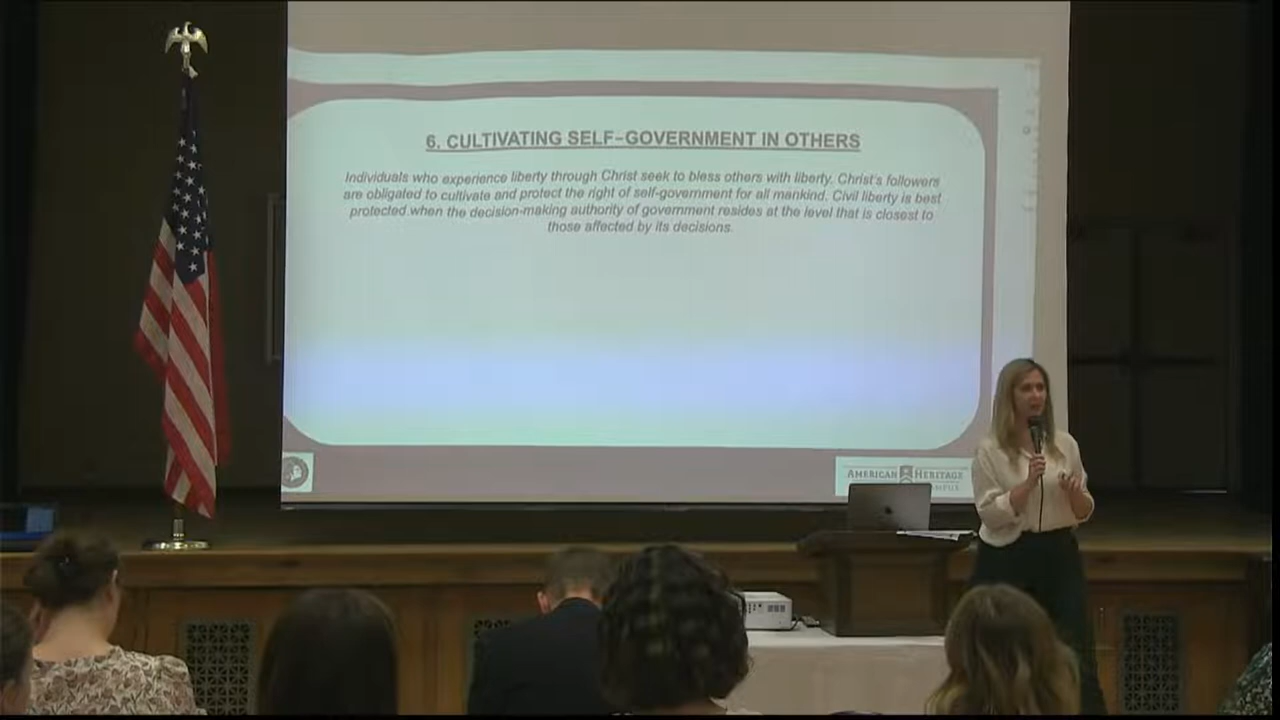 6. CULTIVATING SELF-GOVERNMENT IN OTHERS
Individuals who experience liberty through Christ seek to bless others with liberty. Christ's followers
are obligated to cultivate and protect the right of self-government for all mankind. Civil liberty is best
protected when the decision-making authority of government resides at the level that is closest to
those affected by its decisions.
AMERICAN HERITAGE